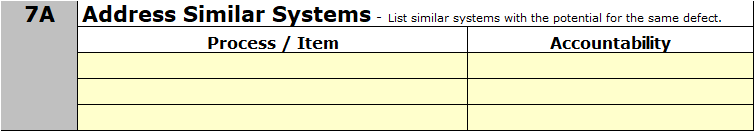 7A Address Similar Systems - List similar systems with the potential for the same defect.
Process / Item Accountability